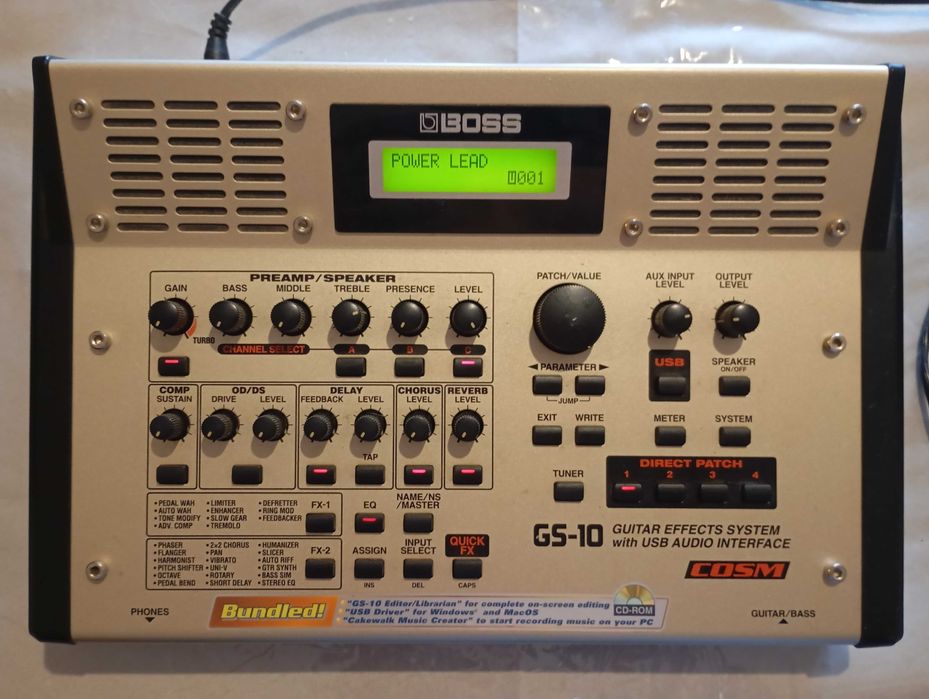 BOSS
POWER LEAD
U001
PREAMP/SPEAKER
GAIN BASS MIDDLE TREBLE PRESENCE LEVEL
TURBO
CHANNEL SELECT A B C
COMP OD/DS DELAY CHORUS REVERB
SUSTAIN DRIVE LEVEL FEEDBACK LEVEL LEVEL LEVEL
TAP
• PEDAL WAH • LIMITER • DEFRETTER
• AUTO WAH • ENHANCER • RING MOD
• TONE MODIFY • SLOW GEAR • FEEDBACKER
• ADV. COMP • TREMOLO
FX-1
EQ
NAME/NS
/MASTER
• PHASER • 2×2 CHORUS • HUMANIZER
• FLANGER • PAN • SLICER
• HARMONIST • VIBRATO • AUTO RIFF
• PITCH SHIFTER • UNI-V • GTR SYNTH
• OCTAVE • ROTARY • BASS SIM
• PEDAL BEND • SHORT DELAY • STEREO EQ
FX-2
ASSIGN
INPUT
SELECT
QUICK
FX
INS DEL CAPS
PATCH/VALUE
AUX INPUT
LEVEL
OUTPUT
LEVEL
PARAMETER
JUMP
USB
SPEAKER
ON/OFF
EXIT WRITE METER SYSTEM
TUNER
DIRECT PATCH
1 2 3 4
GS-10 GUITAR EFFECTS SYSTEM
with USB AUDIO INTERFACE
COSM
PHONES
Bundled!
• "GS-10 Editor/Librarian" for complete on-screen editing
• "USB Driver" for Windows® and MacOS
• "Cakewalk Music Creator" to start recording music on your PC
CD-ROM
GUITAR/BASS